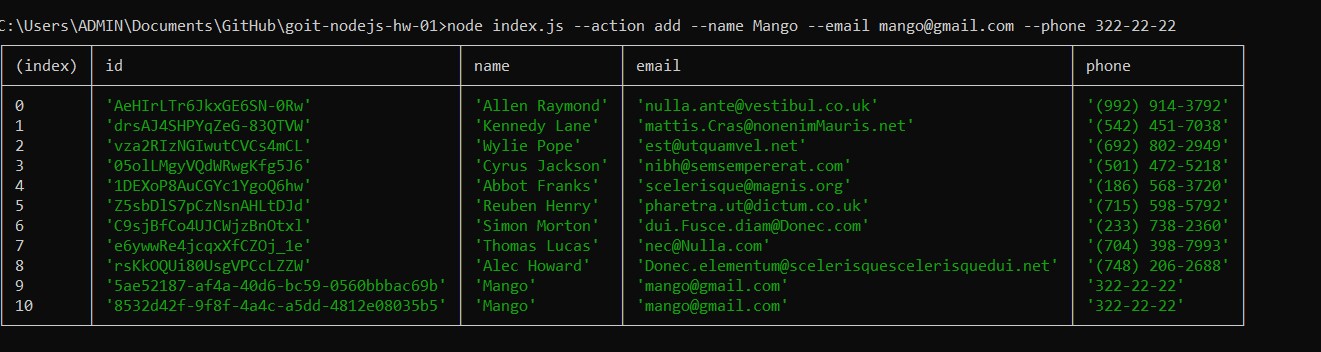 C:\Users\ADMIN\Documents\GitHub\goit-nodejs-hw-01>node index.js --action add --name Mango --email mango@gmail.com --phone 322-22-22
(index) id name email phone
0 'AeHIrLTr6JkxGE6SN-0Rw' 'Allen Raymond' 'nulla.ante@vestibul.co.uk' '(992) 914-3792'
1 'drsAJ4SHPYqZeG-83QTVW' 'Kennedy Lane' 'mattis.Cras@nonenimMauris.net' '(542) 451-7038'
2 'vza2RIzNGIwutCVCs4mCL' 'Wylie Pope' 'est@utquamvel.net' '(692) 802-2949'
3 '05olLMgyVQdWRwgKfg5J6' 'Cyrus Jackson' 'nibh@semsempererat.com' '(501) 472-5218'
4 '1DEXoP8AuCGYc1YgoQ6hw' 'Abbot Franks' 'scelerisque@magnis.org' '(186) 568-3720'
5 'Z5sbDlS7pCzNsnAHLtDJd' 'Reuben Henry' 'pharetra.ut@dictum.co.uk' '(715) 598-5792'
6 'C9sjBfCo4UJCWjzBnOtxl' 'Simon Morton' 'dui.Fusce.diam@Donec.com' '(233) 738-2360'
7 'e6ywwRe4jcqxXfCZOj_1e' 'Thomas Lucas' 'nec@Nulla.com' '(704) 398-7993'
8 'rsKkOQUi80UsgVPCcLZZW' 'Alec Howard' 'Donec.elementum@scelerisquescelerisquedui.net' '(748) 206-2688'
9 '5ae52187-af4a-40d6-bc59-0560bbbac69b' 'Mango' 'mango@gmail.com' '322-22-22'
10 '8532d42f-9f8f-4a4c-a5dd-4812e08035b5' 'Mango' 'mango@gmail.com' '322-22-22'